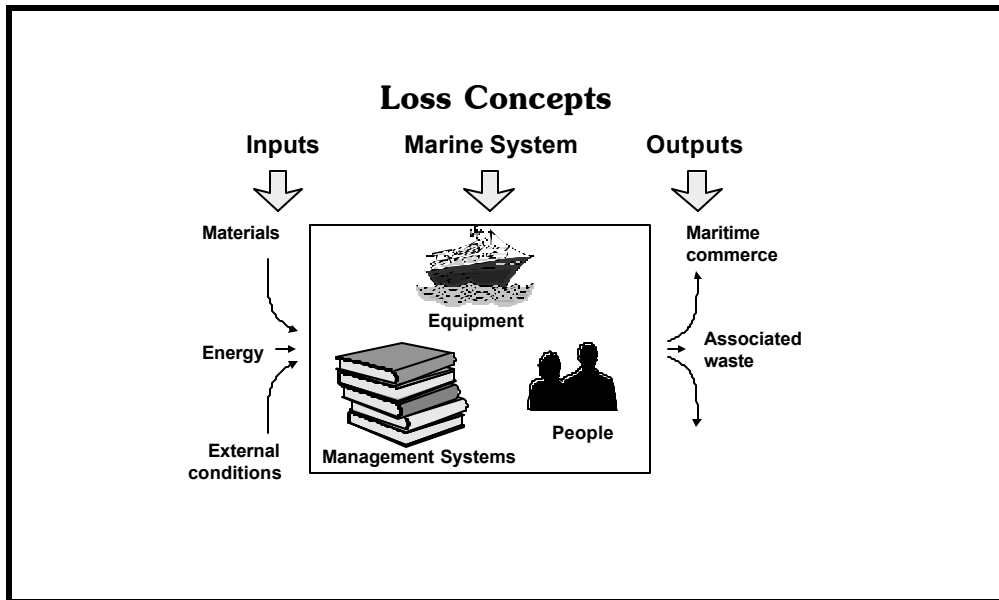 Loss Concepts
Inputs
Marine System
Outputs
Materials
Energy
External
conditions
Equipment
Management Systems
People
Maritime
commerce
Associated
waste